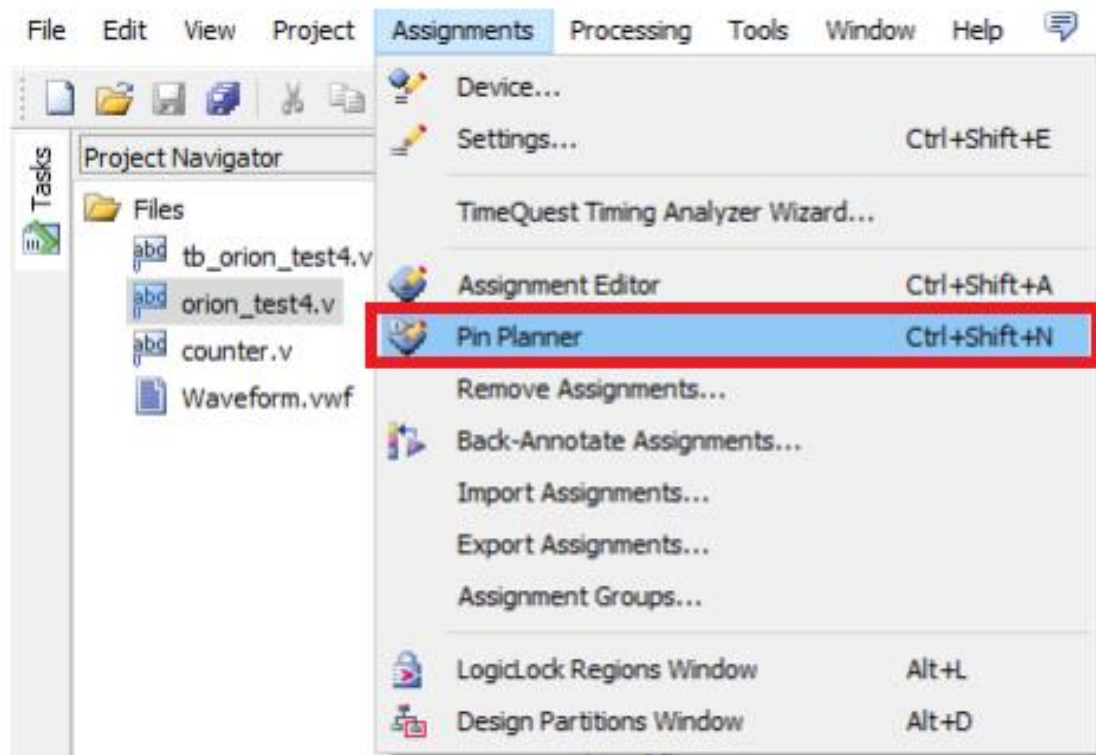 File Edit View Project Assignments Processing Tools Window Help
Tasks
Project Navigator
Files
tb_orion_test4.v
orion_test4.v
counter.v
Waveform.vwf
Device...
Settings... Ctrl+Shift+E
TimeQuest Timing Analyzer Wizard...
Assignment Editor Ctrl+Shift+A
Pin Planner Ctrl+Shift+N
Remove Assignments...
Back-Annotate Assignments...
Import Assignments...
Export Assignments...
Assignment Groups...
LogicLock Regions Window Alt+L
Design Partitions Window Alt+D